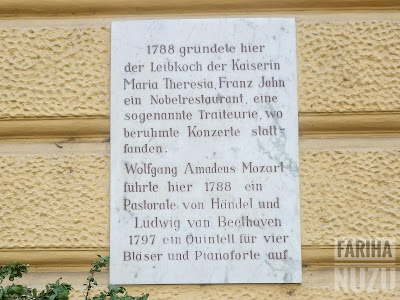 1788 gründete hier
der Leibkoch der Kaiserin
Maria Theresia, Franz Jahn
ein Nobelrestaurant, eine
sogenannte Traiteurie, wo
berühmte Konzerte statt-
fanden.
Wolfgang Amadeus Mozart
führte hier 1788 ein
Pastorale von Händel und
Ludwig van Beethoven
1797 ein Quintett für vier
Bläser und Pianoforte auf
FARIHA
NUZU